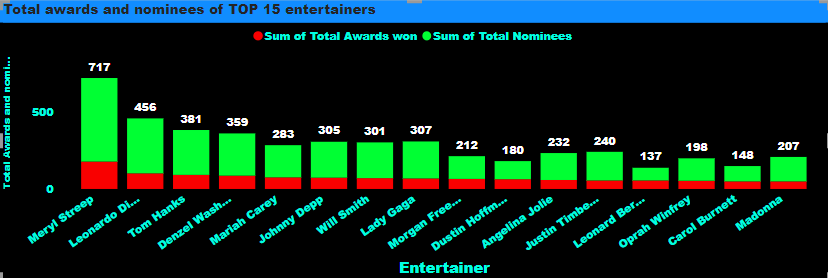 Total awards and nominees of TOP 15 entertainers
Sum of Total Awards won Sum of Total Nominees
Total Awards and nomi...
500
0
717
456
381
359
283
305
301
307
212
180
232
240
137
198
148
207
Meryl Streep
Leonardo Di...
Tom Hanks
Denzel Wash...
Mariah Carey
Johnny Depp
Will Smith
Lady Gaga
Morgan Free...
Dustin Hoffm...
Angelina Jolie
Justin Timbe...
Leonard Ber...
Oprah Winfrey
Carol Burnett
Madonna
Entertainer